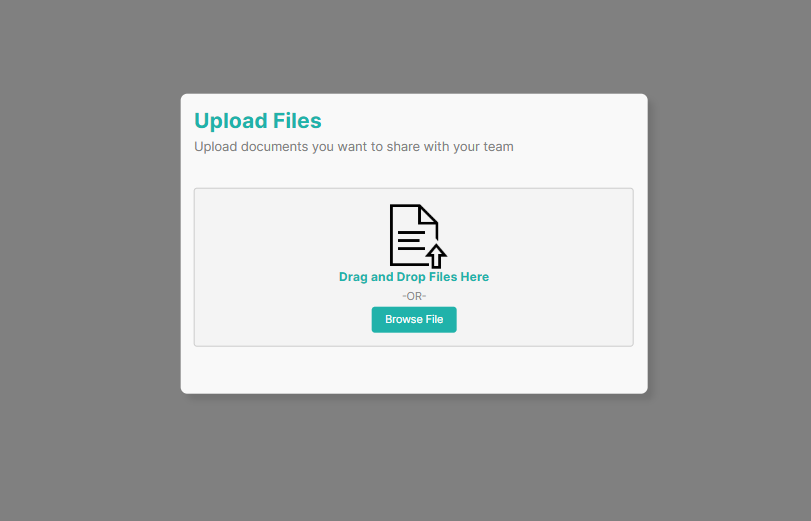 Upload Files
Upload documents you want to share with your team
Drag and Drop Files Here
-OR-
Browse File